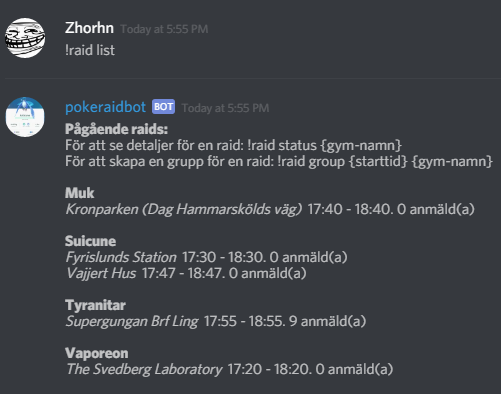 Zhorhn Today at 5:55 PM
!raid list
pokeraidbot BOT Today at 5:55 PM
Pågående raids:
För att se detaljer för en raid: !raid status {gym-namn}
För att skapa en grupp för en raid: !raid group {starttid} {gym-namn}
Muk
Kronparken (Dag Hammarskölds väg) 17:40 - 18:40. 0 anmäld(a)
Suicune
Fyrislunds Station 17:30 - 18:30. 0 anmäld(a)
Vajjert Hus 17:47 - 18:47. 0 anmäld(a)
Tyranitar
Supergungan Brf Ling 17:55 - 18:55. 9 anmäld(a)
Vaporeon
The Svedberg Laboratory 17:20 - 18:20. 0 anmäld(a)